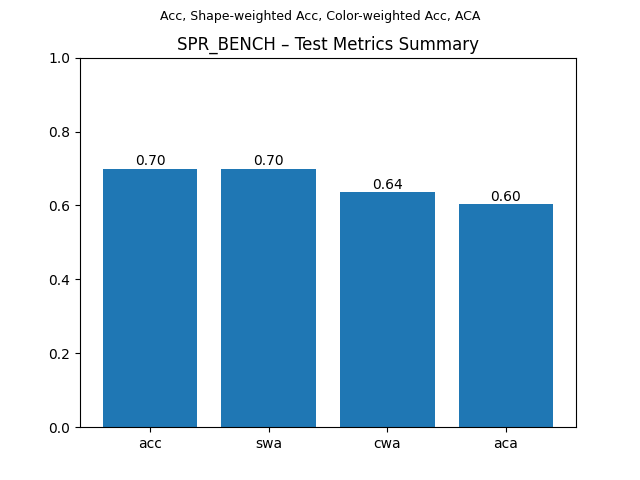 Acc, Shape-weighted Acc, Color-weighted Acc, ACA
SPR_BENCH – Test Metrics Summary
1.0
0.8
0.6
0.4
0.2
0.0
0.70
0.70
0.64
0.60
acc
swa
cwa
aca